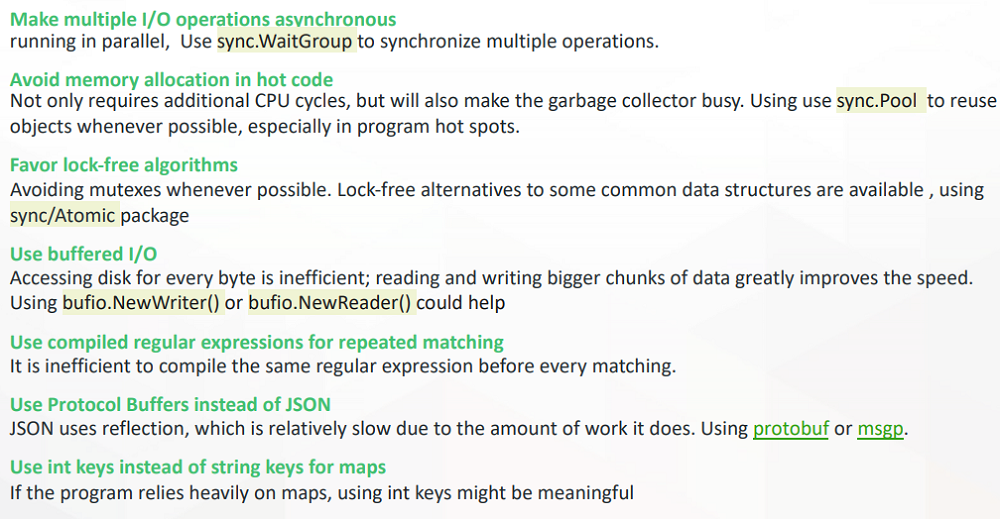 Make multiple I/O operations asynchronous
running in parallel,  Use sync.WaitGroup to synchronize multiple operations.
Avoid memory allocation in hot code
Not only requires additional CPU cycles, but will also make the garbage collector busy. Using use sync.Pool  to reuse
objects whenever possible, especially in program hot spots.
Favor lock-free algorithms
Avoiding mutexes whenever possible. Lock-free alternatives to some common data structures are available , using
sync/Atomic package
Use buffered I/O
Accessing disk for every byte is inefficient; reading and writing bigger chunks of data greatly improves the speed.
Using bufio.NewWriter() or bufio.NewReader() could help
Use compiled regular expressions for repeated matching
It is inefficient to compile the same regular expression before every matching.
Use Protocol Buffers instead of JSON
JSON uses reflection, which is relatively slow due to the amount of work it does. Using protobuf or msgp.
Use int keys instead of string keys for maps
If the program relies heavily on maps, using int keys might be meaningful